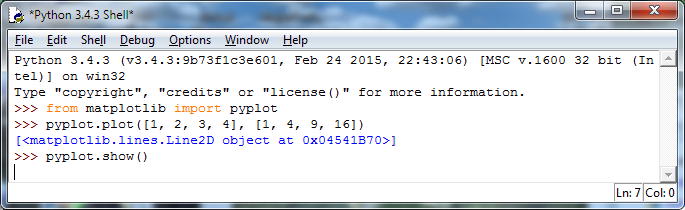 *Python 3.4.3 Shell*
File Edit Shell Debug Options Window Help
Python 3.4.3 (v3.4.3:9b73f1c3e601, Feb 24 2015, 22:43:06) [MSC v.1600 32 bit (In
tel)] on win32
Type "copyright", "credits" or "license()" for more information.
>>> from matplotlib import pyplot
>>> pyplot.plot([1, 2, 3, 4], [1, 4, 9, 16])
[<matplotlib.lines.Line2D object at 0x04541B70>]
>>> pyplot.show()
Ln: 7 Col: 0